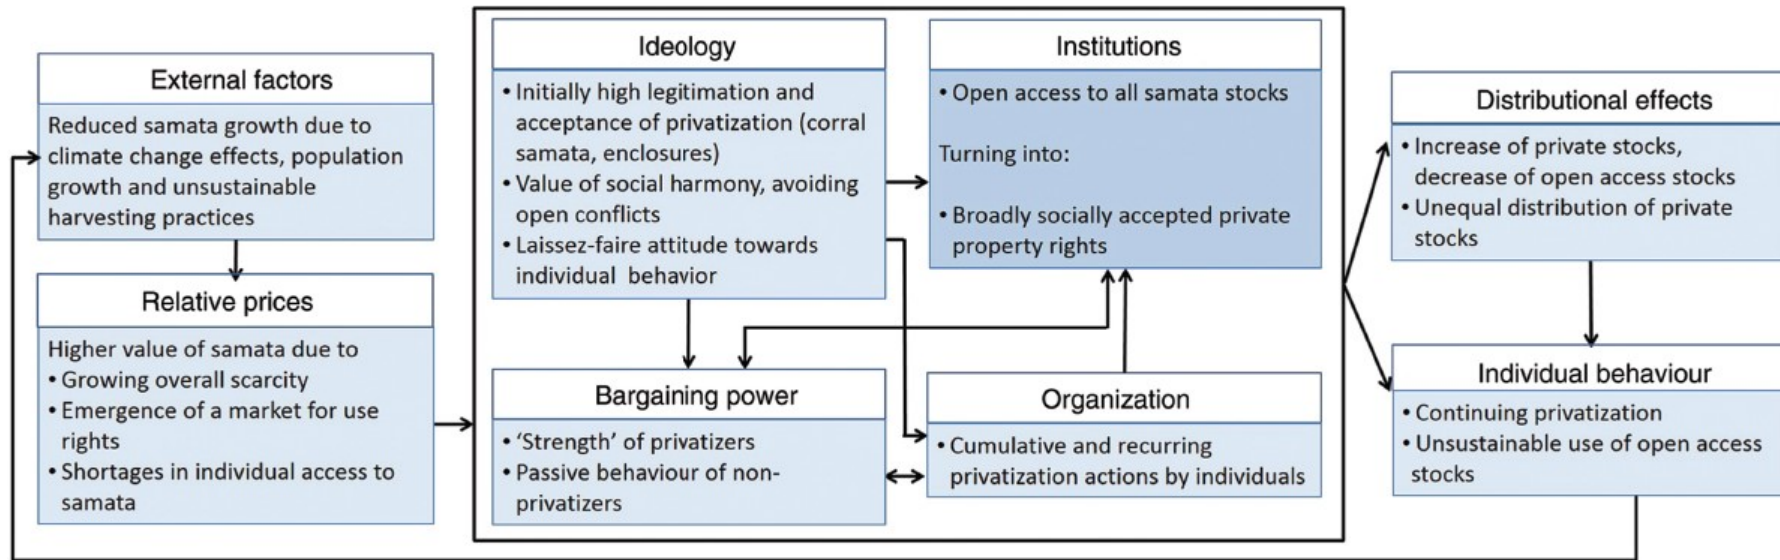 External factors
Reduced samata growth due to
climate change effects, population
growth and unsustainable
harvesting practices
Relative prices
Higher value of samata due to
• Growing overall scarcity
• Emergence of a market for use
rights
• Shortages in individual access to
samata
Ideology
• Initially high legitimation and
acceptance of privatization (corral
samata, enclosures)
• Value of social harmony, avoiding
open conflicts
• Laissez-faire attitude towards
individual behavior
Institutions
• Open access to all samata stocks
Turning into:
• Broadly socially accepted private
property rights
Bargaining power
• ‘Strength’ of privatizers
• Passive behaviour of non-
privatizers
Organization
• Cumulative and recurring
privatization actions by individuals
Distributional effects
• Increase of private stocks,
decrease of open access stocks
• Unequal distribution of private
stocks
Individual behaviour
• Continuing privatization
• Unsustainable use of open access
stocks